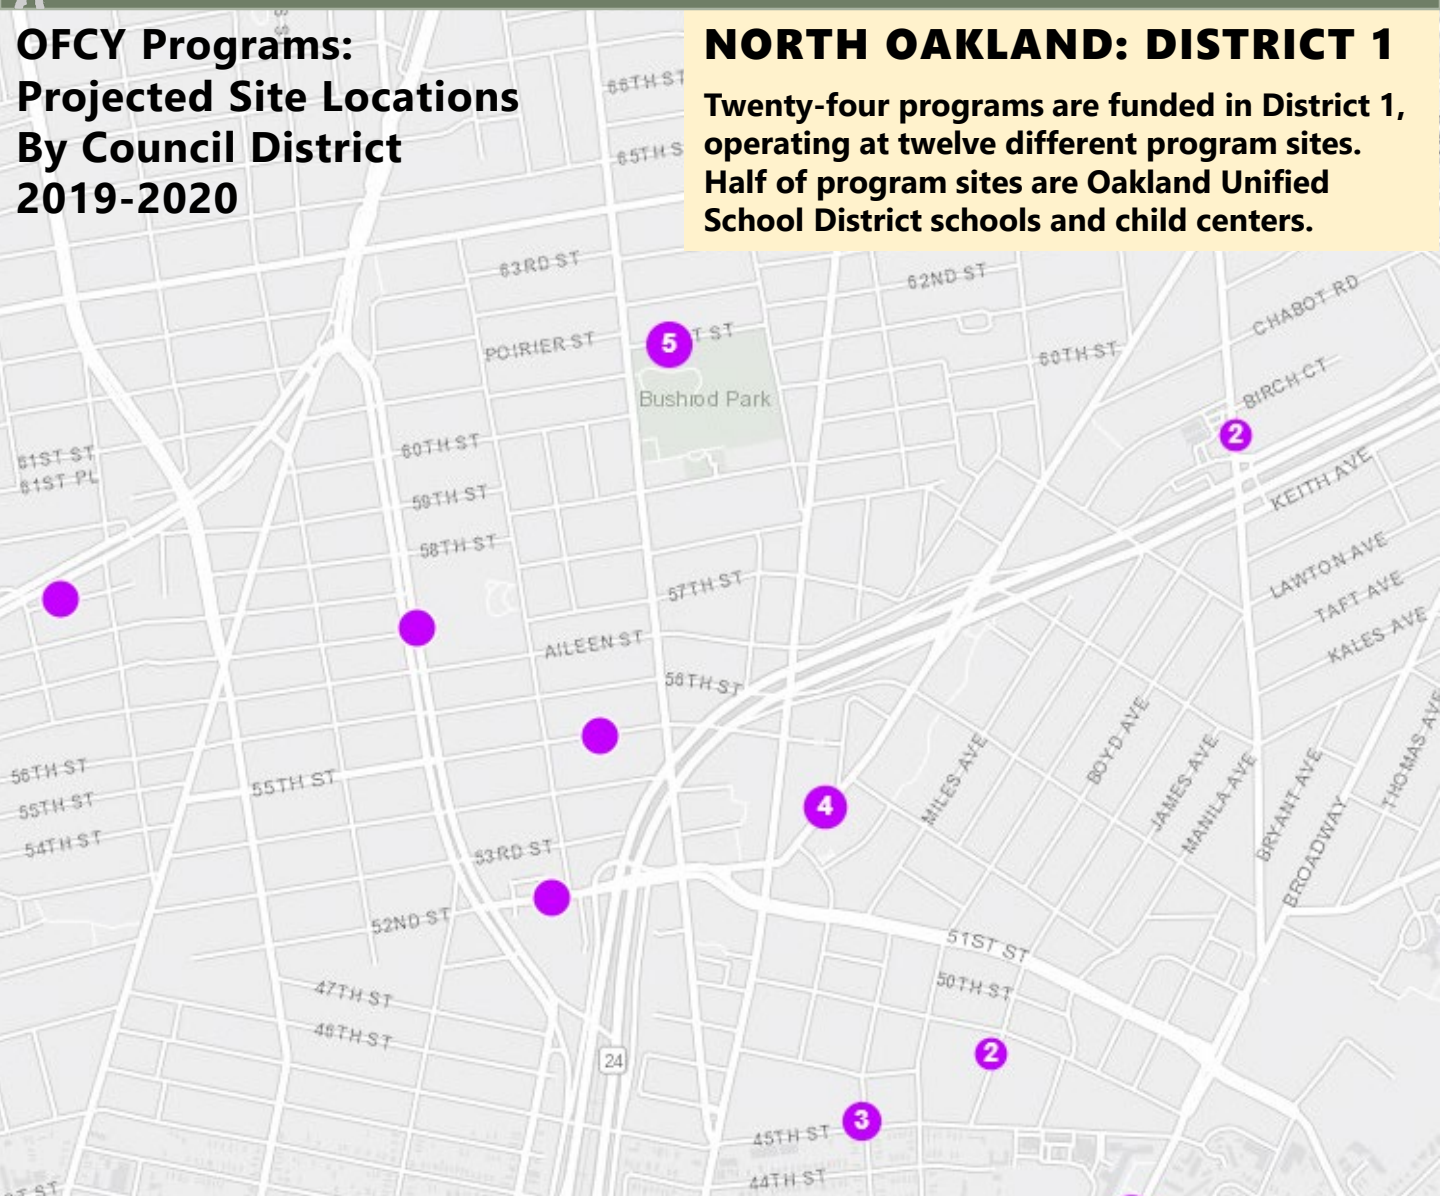 OFCY Programs:
Projected Site Locations
By Council District
2019-2020
NORTH OAKLAND: DISTRICT 1
Twenty-four programs are funded in District 1,
operating at twelve different program sites.
Half of program sites are Oakland Unified
School District schools and child centers.
66TH ST
65TH S
63RD ST
62ND ST
CHABOT RD
POIRIER ST
5
T ST
60TH ST
BIRCH CT
Bushrod Park
2
60TH ST
61ST ST
61ST PL
KEITH AVE
59TH ST
58TH ST
57TH ST
LAWTON AVE
TAFT AVE
KALES AVE
AILEEN ST
56TH ST
BOYD AVE
THOMAS AVE
56TH ST
55TH ST
55TH ST
54TH ST
4
MILES AVE
JAMES AVE
MANILA AVE
BRYANT AVE
BROADWAY
53RD ST
52ND ST
51ST ST
50TH ST
47TH ST
46TH ST
24
2
3
45TH ST
44TH ST
ST ST